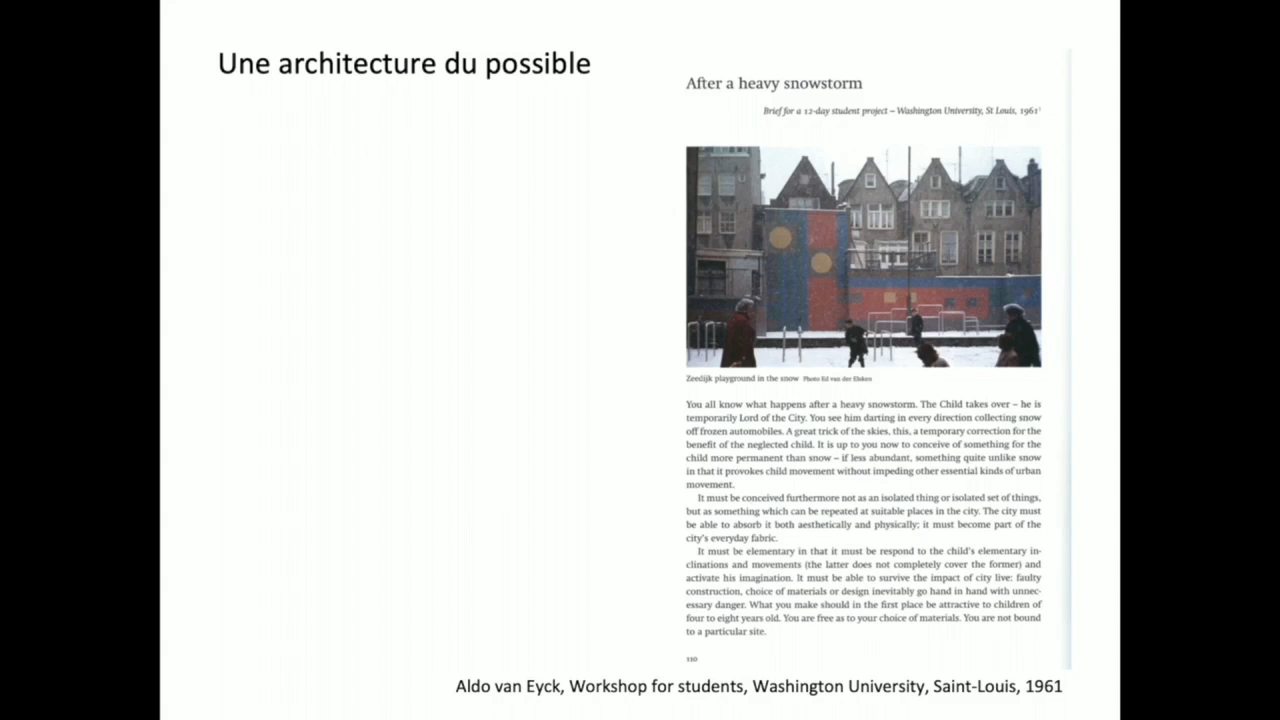 Une architecture du possible
After a heavy snowstorm
Brief for a 12-day student project – Washington University, St Louis, 1961¹
Zeedijk playground in the snow Photo Ed van der Elsken
You all know what happens after a heavy snowstorm. The Child takes over – he is
temporarily Lord of the City. You see him darting in every direction collecting snow
off frozen automobiles. A great trick of the skies, this, a temporary correction for the
benefit of the neglected child. It is up to you now to conceive of something for the
child more permanent than snow – if less abundant, something quite unlike snow
in that it provokes child movement without impeding other essential kinds of urban
movement.
It must be conceived furthermore not as an isolated thing or isolated set of things,
but as something which can be repeated at suitable places in the city. The city must
be able to absorb it both aesthetically and physically; it must become part of the
city's everyday fabric.
It must be elementary in that it must be respond to the child's elementary in-
clinations and movements (the latter does not completely cover the former) and
activate his imagination. It must be able to survive the impact of city live: faulty
construction, choice of materials or design inevitably go hand in hand with unnec-
essary danger. What you make should in the first place be attractive to children of
four to eight years old. You are free as to your choice of materials. You are not bound
to a particular site.
110
Aldo van Eyck, Workshop for students, Washington University, Saint-Louis, 1961